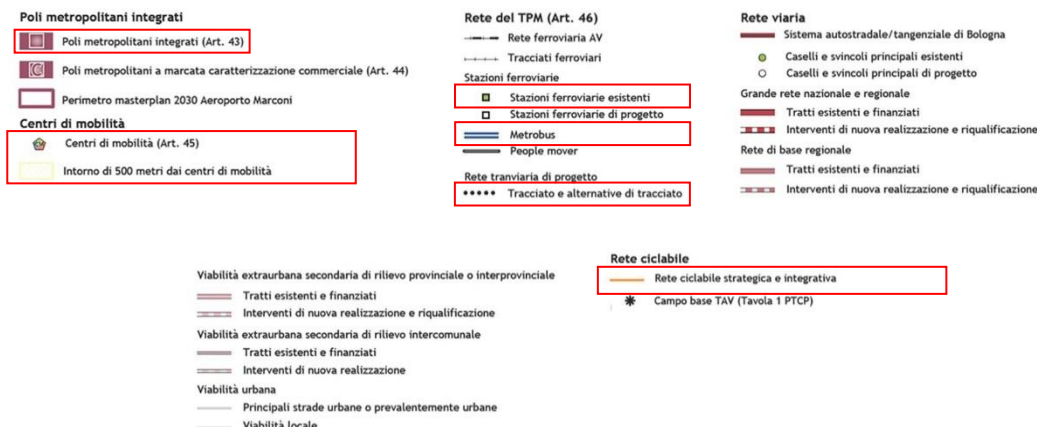 Poli metropolitani integrati
Poli metropolitani integrati (Art. 43)
Poli metropolitani a marcata caratterizzazione commerciale (Art. 44)
Perimetro masterplan 2030 Aeroporto Marconi
Centri di mobilità
Centri di mobilità (Art. 45)
Intorno di 500 metri dai centri di mobilità
Rete del TPM (Art. 46)
Rete ferroviaria AV
Tracciati ferroviari
Stazioni ferroviarie
Stazioni ferroviarie esistenti
Stazioni ferroviarie di progetto
Metrobus
People mover
Rete tranviaria di progetto
Tracciato e alternative di tracciato
Rete viaria
Sistema autostradale/tangenziale di Bologna
Caselli e svincoli principali esistenti
Caselli e svincoli principali di progetto
Grande rete nazionale e regionale
Tratti esistenti e finanziati
Interventi di nuova realizzazione e riqualificazione
Rete di base regionale
Tratti esistenti e finanziati
Interventi di nuova realizzazione e riqualificazione
Viabilità extraurbana secondaria di rilievo provinciale o interprovinciale
Tratti esistenti e finanziati
Interventi di nuova realizzazione e riqualificazione
Viabilità extraurbana secondaria di rilievo intercomunale
Tratti esistenti e finanziati
Interventi di nuova realizzazione
Viabilità urbana
Principali strade urbane o prevalentemente urbane
Viabilità locale
Rete ciclabile
Rete ciclabile strategica e integrativa
Campo base TAV (Tavola 1 PTCP)